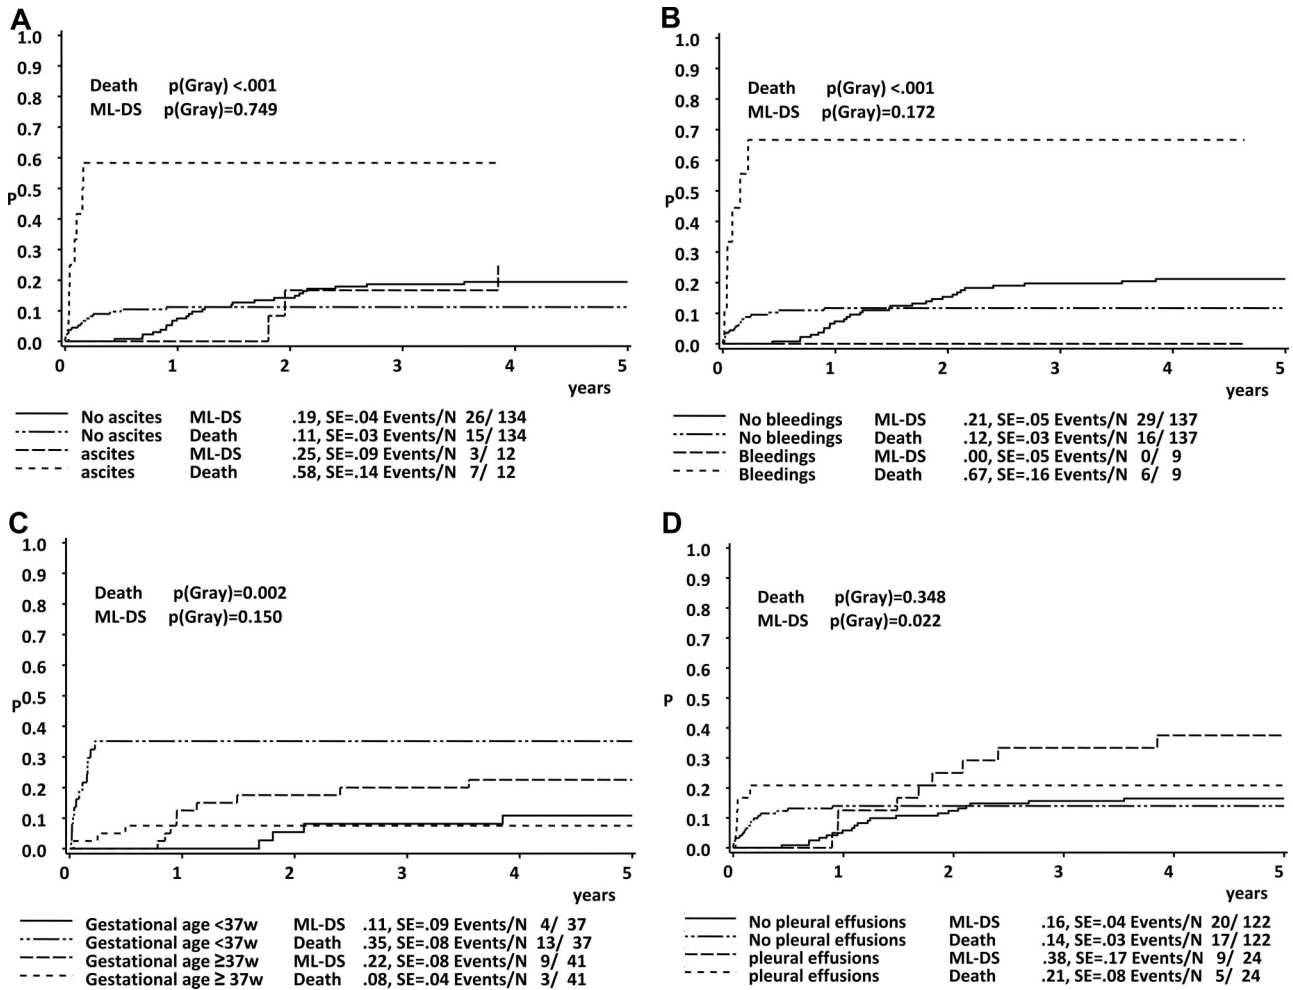 A
1.0
0.9
0.8
0.7
0.6
0.5
0.4
0.3
0.2
0.1
0.0
P
Death p(Gray) <.001
ML-DS p(Gray)=0.749
0 1 2 3 4 5
years
No ascites ML-DS .19, SE=.04 Events/N 26/ 134
No ascites Death .11, SE=.03 Events/N 15/ 134
ascites ML-DS .25, SE=.09 Events/N 3/ 12
ascites Death .58, SE=.14 Events/N 7/ 12
B
1.0
0.9
0.8
0.7
0.6
0.5
0.4
0.3
0.2
0.1
0.0
P
Death p(Gray) <.001
ML-DS p(Gray)=0.172
0 1 2 3 4 5
years
No bleedings ML-DS .21, SE=.05 Events/N 29/ 137
No bleedings Death .12, SE=.03 Events/N 16/ 137
Bleedings ML-DS .00, SE=.05 Events/N 0/ 9
Bleedings Death .67, SE=.16 Events/N 6/ 9
C
1.0
0.9
0.8
0.7
0.6
0.5
0.4
0.3
0.2
0.1
0.0
P
Death p(Gray)=0.002
ML-DS p(Gray)=0.150
0 1 2 3 4 5
years
Gestational age <37w ML-DS .11, SE=.09 Events/N 4/ 37
Gestational age <37w Death .35, SE=.08 Events/N 13/ 37
Gestational age ≥37w ML-DS .22, SE=.08 Events/N 9/ 41
Gestational age ≥ 37w Death .08, SE=.04 Events/N 3/ 41
D
1.0
0.9
0.8
0.7
0.6
0.5
0.4
0.3
0.2
0.1
0.0
P
Death p(Gray)=0.348
ML-DS p(Gray)=0.022
0 1 2 3 4 5
years
No pleural effusions ML-DS .16, SE=.04 Events/N 20/ 122
No pleural effusions Death .14, SE=.03 Events/N 17/ 122
pleural effusions ML-DS .38, SE=.17 Events/N 9/ 24
pleural effusions Death .21, SE=.08 Events/N 5/ 24